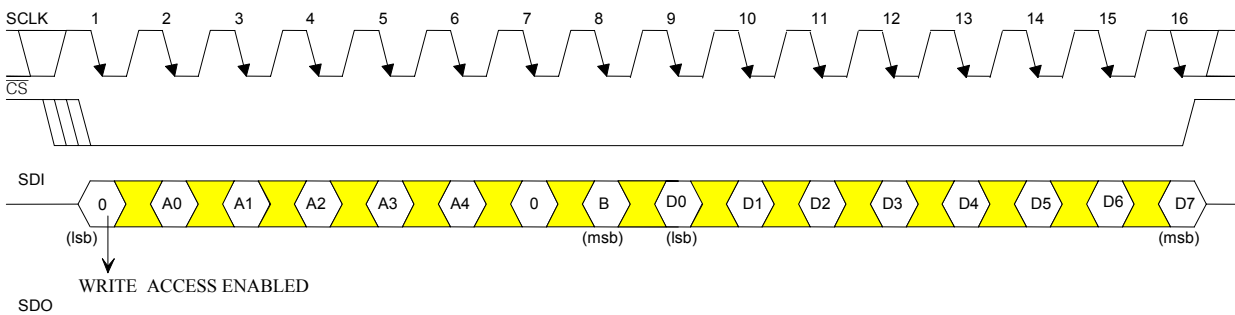 SCLK 1 2 3 4 5 6 7 8 9 10 11 12 13 14 15 16
CS
SDI
0 A0 A1 A2 A3 A4 0 B D0 D1 D2 D3 D4 D5 D6 D7
(lsb) (msb) (lsb) (msb)
WRITE ACCESS ENABLED
SDO